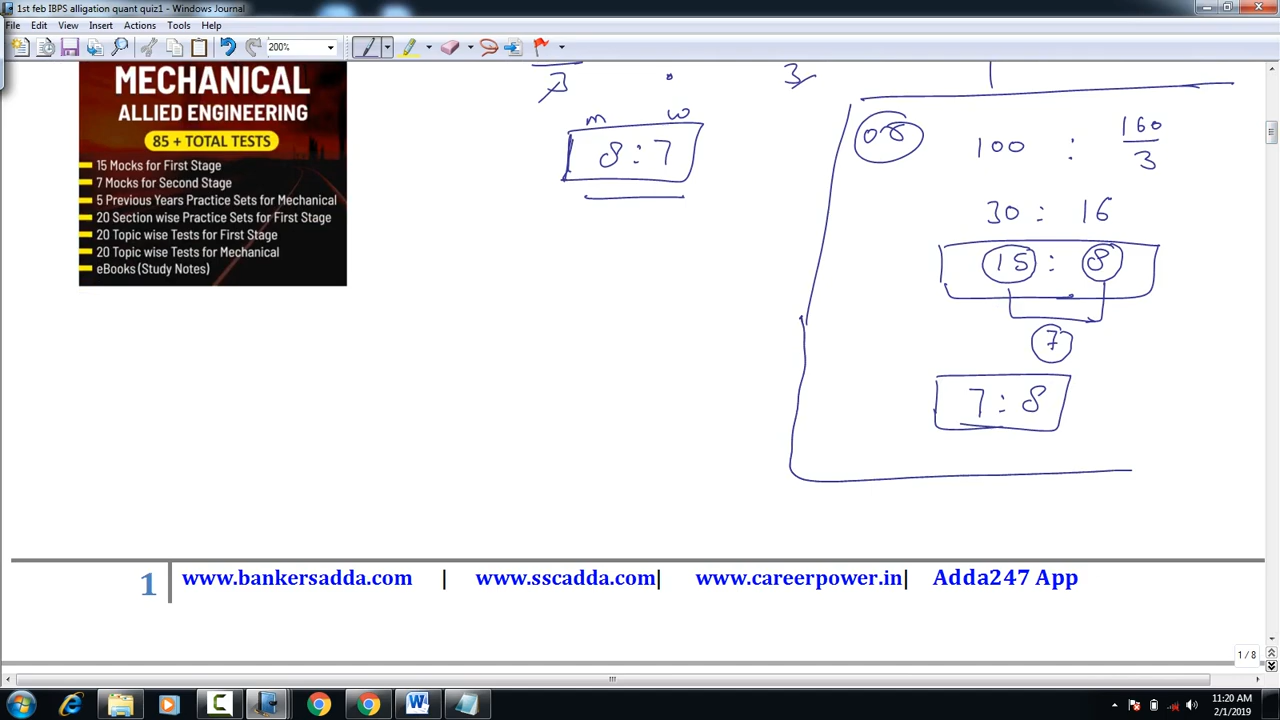 1st feb IBPS alligation quant quiz1 - Windows Journal
File Edit View Insert Actions Tools Help
200%
MECHANICAL
ALLIED ENGINEERING
85 + TOTAL TESTS
15 Mocks for First Stage
7 Mocks for Second Stage
5 Previous Years Practice Sets for Mechanical
20 Section wise Practice Sets for First Stage
20 Topic wise Tests for First Stage
20 Topic wise Tests for Mechanical
eBooks (Study Notes)
3 3
m w
8 : 7
08
100 : 160
3
30 : 16
15 : 8
7
7 : 8
1 www.bankersadda.com | www.sscadda.com| www.careerpower.in| Adda247 App
1 / 8
11:20 AM
2/1/2019